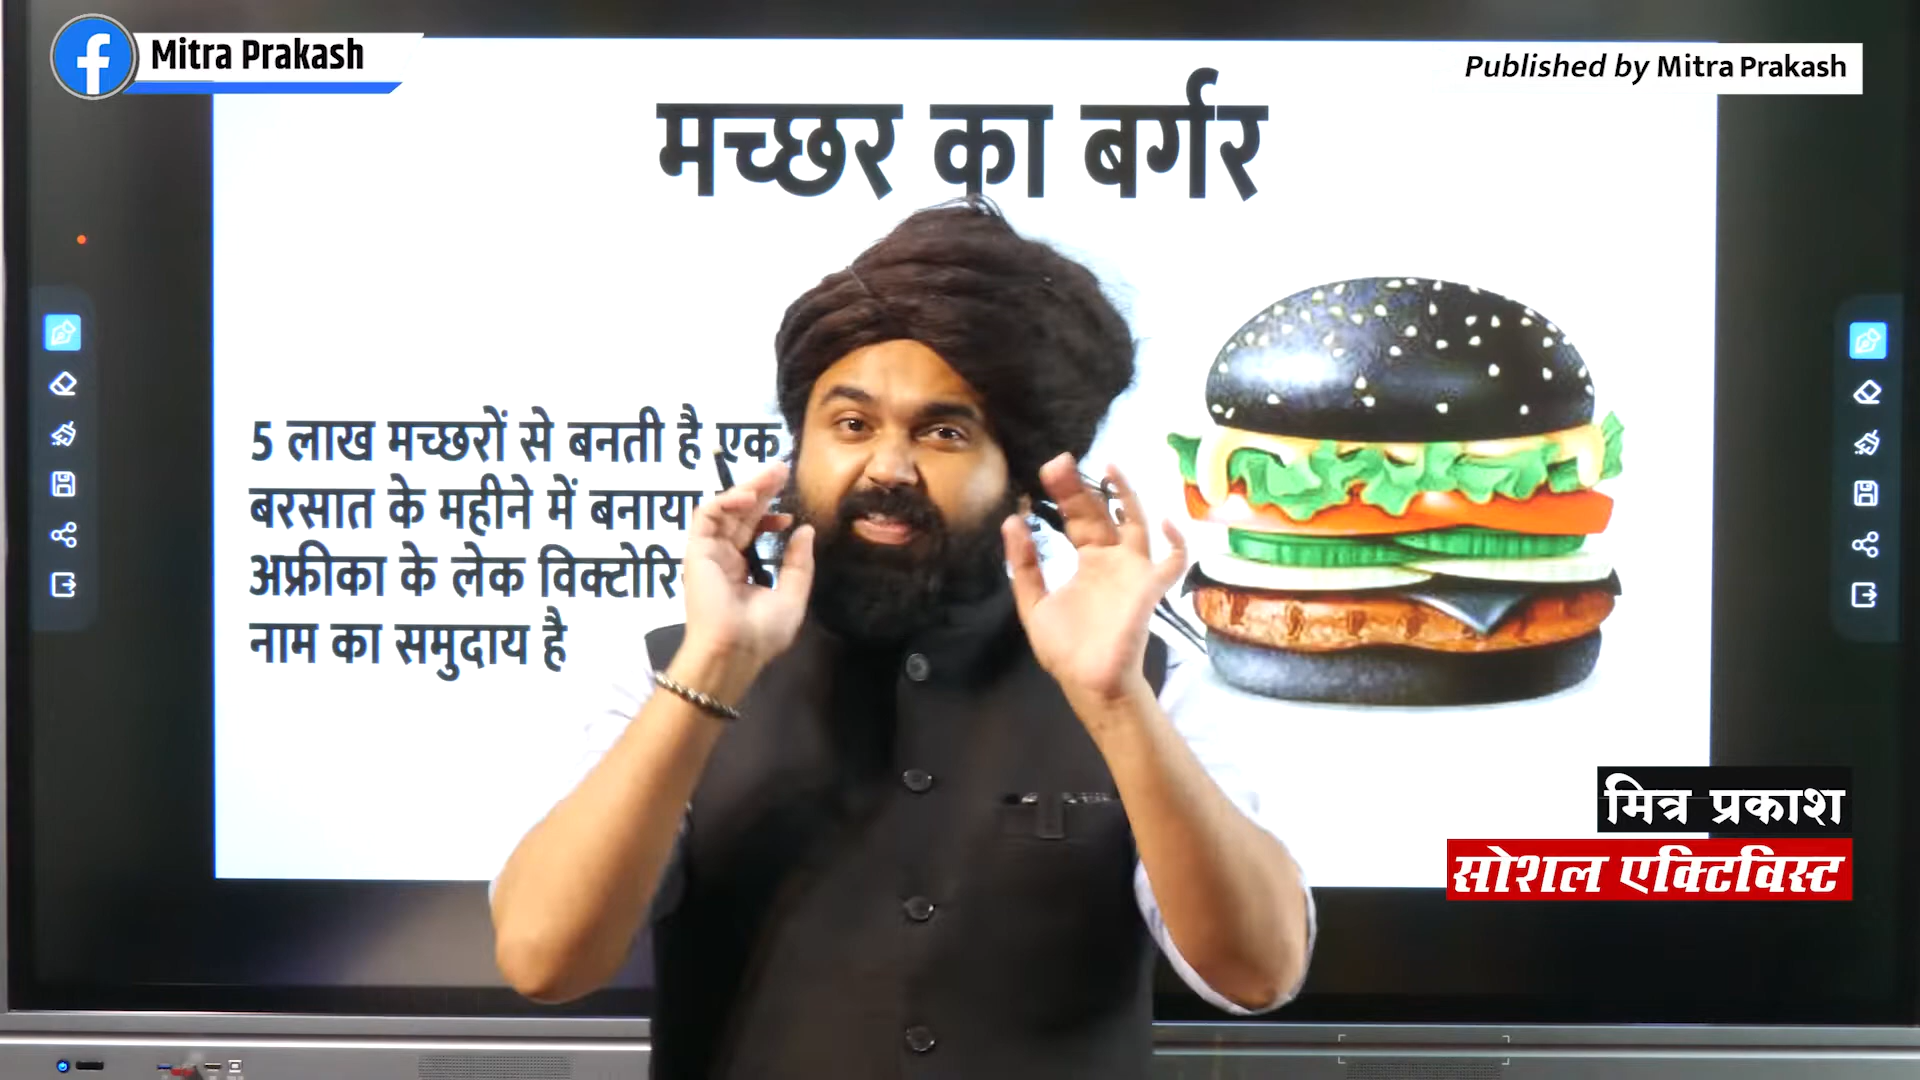 Mitra Prakash
Published by Mitra Prakash
मच्छर का बर्गर
5 लाख मच्छरों से बनती है एक
बरसात के महीने में बनाया
अफ्रीका के लेक
नाम का समुदाय है
मित्र प्रकाश
सोशल एक्टिविस्ट